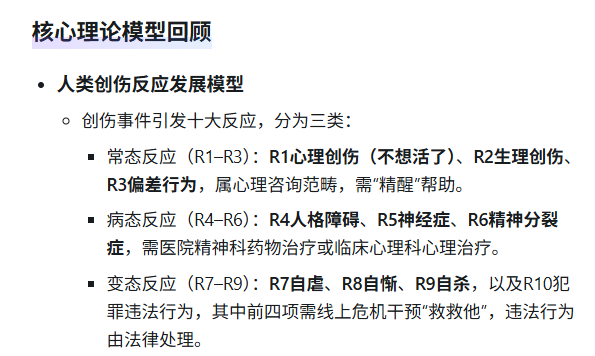 核心理论模型回顾
人类创伤反应发展模型
创伤事件引发十大反应，分为三类：
常态反应（R1–R3）：R1心理创伤（不想活了）、R2生理创伤、
R3偏差行为，属心理咨询范畴，需“精醒”帮助。
病态反应（R4–R6）：R4人格障碍、R5神经症、R6精神分裂
症，需医院精神科药物治疗或临床心理科心理治疗。
变态反应（R7–R9）：R7自虐、R8自惭、R9自杀，以及R10犯
罪违法行为，其中前四项需线上危机干预“救救他”，违法行为
由法律处理。